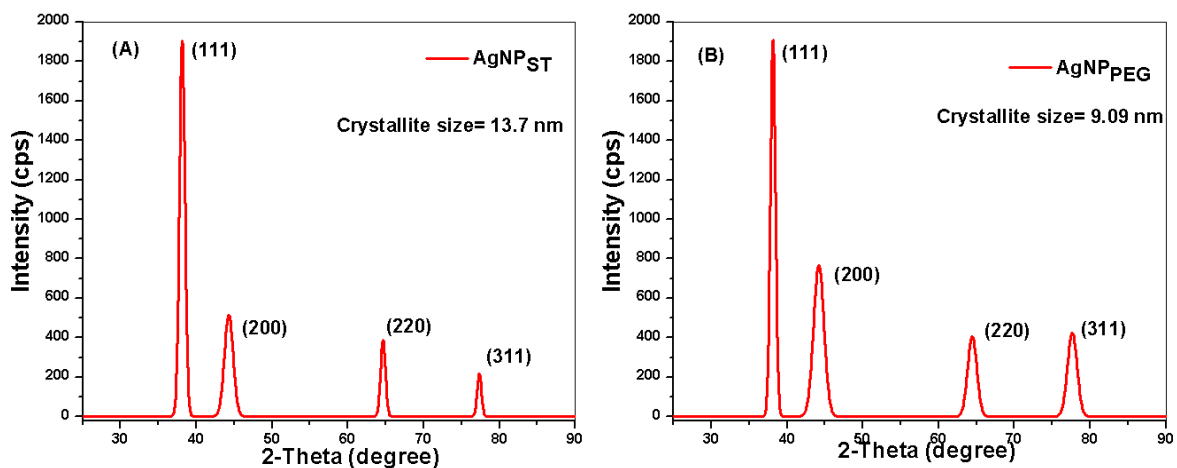 (A)
(111)
AgNPST
Crystallite size= 13.7 nm
(200)
(220)
(311)
Intensity (cps)
2000
1800
1600
1400
1200
1000
800
600
400
200
0
30 40 50 60 70 80 90
2-Theta (degree)
(B)
(111)
AgNPPEG
Crystallite size= 9.09 nm
(200)
(220)
(311)
Intensity (cps)
2000
1800
1600
1400
1200
1000
800
600
400
200
0
30 40 50 60 70 80 90
2-Theta (degree)